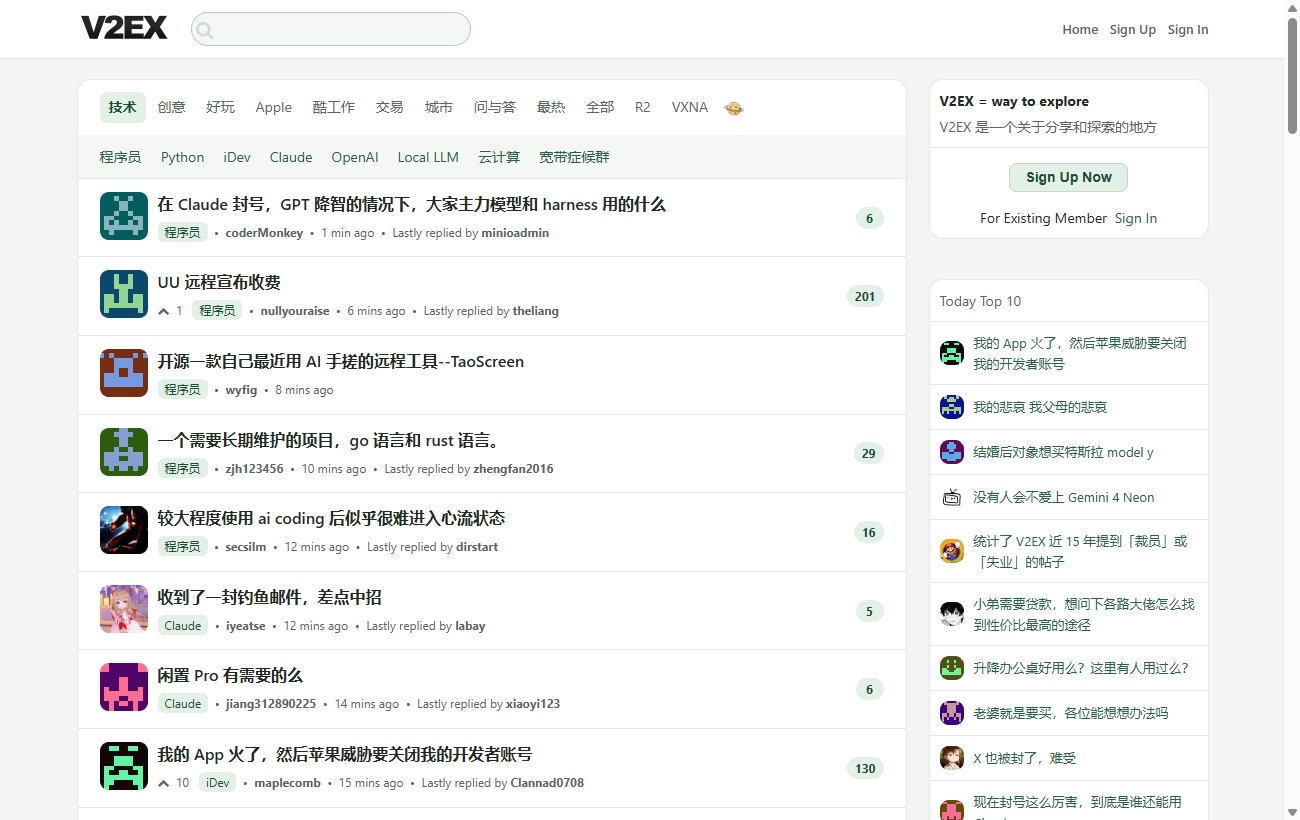 V2EX
Home Sign Up Sign In
技术 创意 好玩 Apple 酷工作 交易 城市 问与答 最热 全部 R2 VXNA
程序员 Python iDev Claude OpenAI Local LLM 云计算 宽带症候群
在 Claude 封号，GPT 降智的情况下，大家主力模型和 harness 用的什么
程序员 • coderMonkey • 1 min ago • Lastly replied by minioadmin
6
UU 远程宣布收费
1 程序员 • nullyouraise • 6 mins ago • Lastly replied by theliang
201
开源一款自己最近用 AI 手搓的远程工具--TaoScreen
程序员 • wyfig • 8 mins ago
一个需要长期维护的项目，go 语言和 rust 语言。
程序员 • zjh123456 • 10 mins ago • Lastly replied by zhengfan2016
29
较大程度使用 ai coding 后似乎很难进入心流状态
程序员 • secsilm • 12 mins ago • Lastly replied by dirstart
16
收到了一封钓鱼邮件，差点中招
Claude • iyeatse • 12 mins ago • Lastly replied by labay
5
闲置 Pro 有需要的么
Claude • jiang312890225 • 14 mins ago • Lastly replied by xiaoyi123
6
我的 App 火了，然后苹果威胁要关闭我的开发者账号
10 iDev • maplecomb • 15 mins ago • Lastly replied by Clannad0708
130
V2EX = way to explore
V2EX 是一个关于分享和探索的地方
Sign Up Now
For Existing Member Sign In
Today Top 10
我的 App 火了，然后苹果威胁要关闭
我的开发者账号
我的悲哀 我父母的悲哀
结婚后对象想买特斯拉 model y
没有人会不爱上 Gemini 4 Neon
统计了 V2EX 近 15 年提到「裁员」或
「失业」的帖子
小弟需要贷款，想问下各路大佬怎么找
到性价比最高的途径
升降办公桌好用么？这里有人用过么？
老婆就是要买，各位能想想办法吗
X 也被封了，难受
现在封号这么厉害，到底是谁还能用